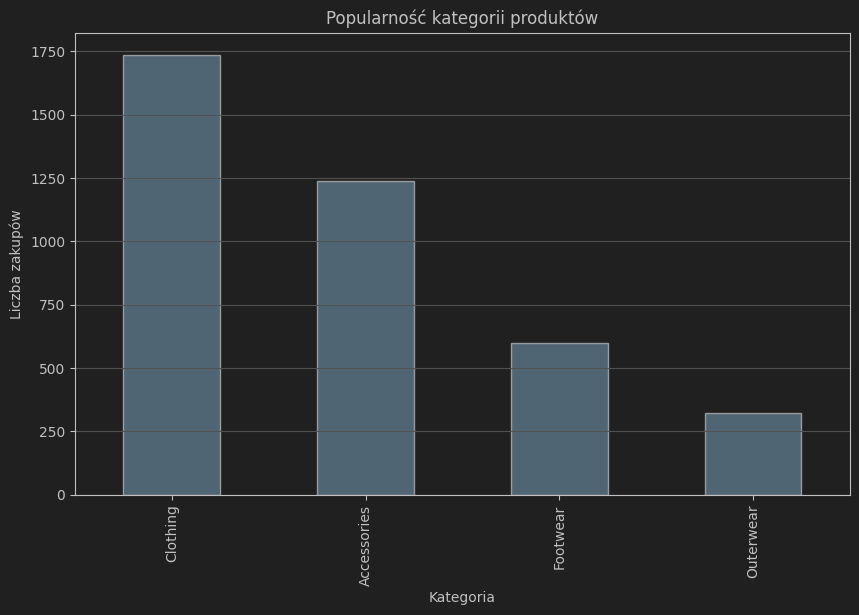 Popularność kategorii produktów
Liczba zakupów
1750
1500
1250
1000
750
500
250
0
Clothing
Accessories
Footwear
Outerwear
Kategoria